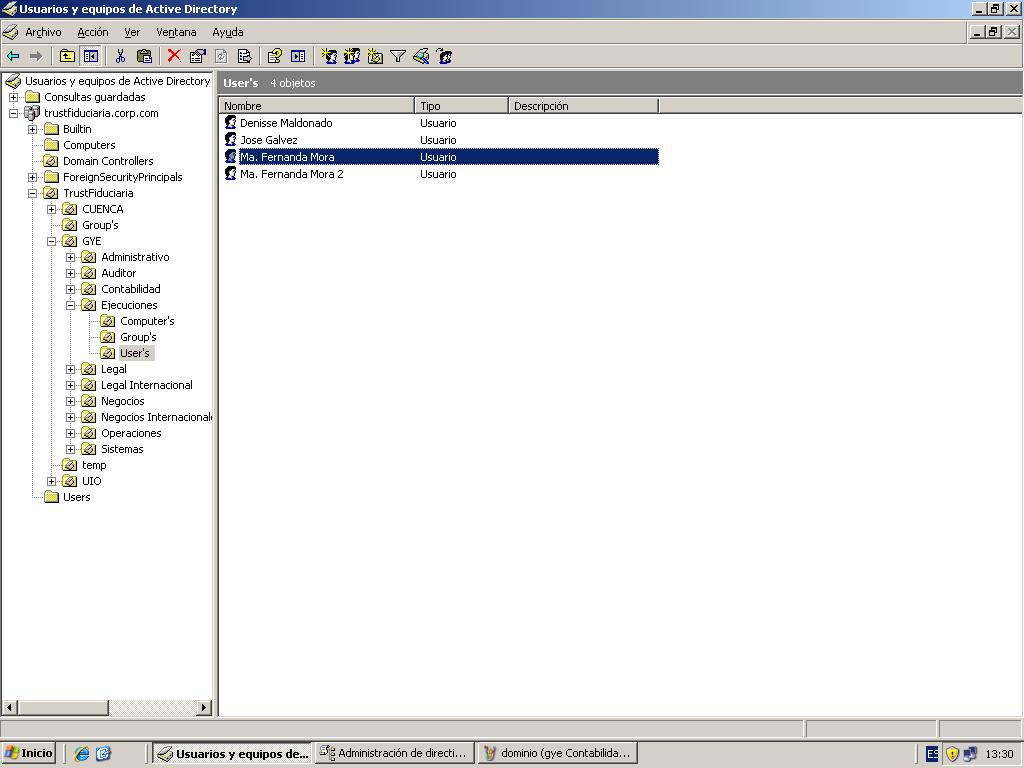 Usuarios y equipos de Active Directory
Archivo Acción Ver Ventana Ayuda
Usuarios y equipos de Active Directory
Consultas guardadas
trustfiduciaria.corp.com
Builtin
Computers
Domain Controllers
ForeignSecurityPrincipals
TrustFiduciaria
CUENCA
Group's
GYE
Administrativo
Auditor
Contabilidad
Ejecuciones
Computer's
Group's
User's
Legal
Legal Internacional
Negocios
Negocios Internacional
Operaciones
Sistemas
temp
UIO
Users
User's 4 objetos
Nombre Tipo Descripción
Denisse Maldonado Usuario
Jose Galvez Usuario
Ma. Fernanda Mora Usuario
Ma. Fernanda Mora 2 Usuario
Inicio Usuarios y equipos de... Administración de directi... dominio (gye Contabilida... ES 13:30